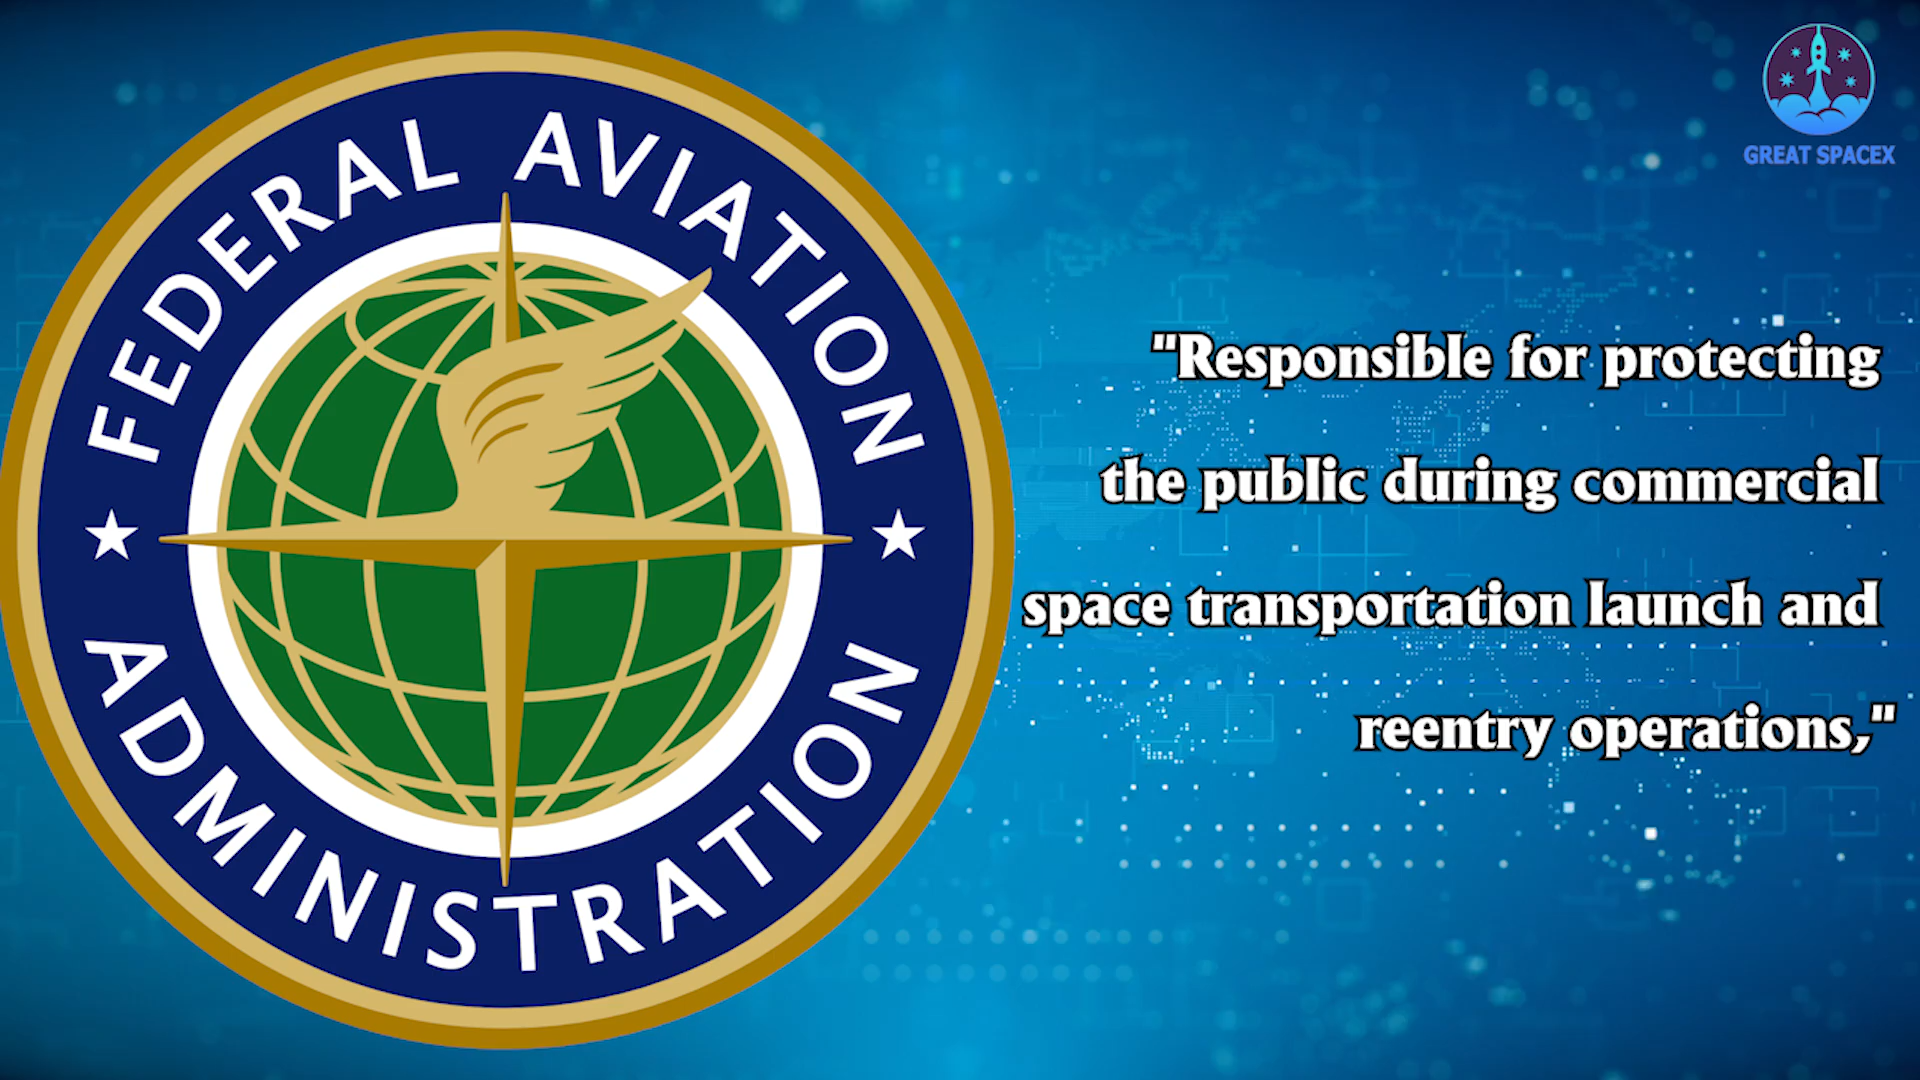 FEDERAL AVIATION
ADMINISTRATION
GREAT SPACEX
"Responsible for protecting
the public during commercial
space transportation launch and
reentry operations,"